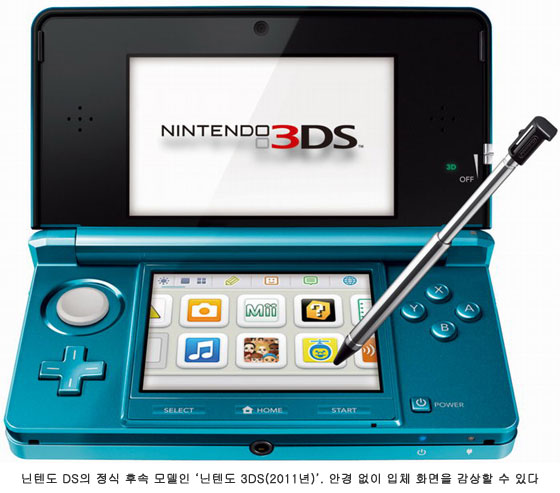 NINTENDO 3DS™
3D
OFF
Mii
?
X
Y
A
B
SELECT
HOME
START
POWER
닌텐도 DS의 정식 후속 모델인 ‘닌텐도 3DS(2011년)’, 안경 없이 입체 화면을 감상할 수 있다